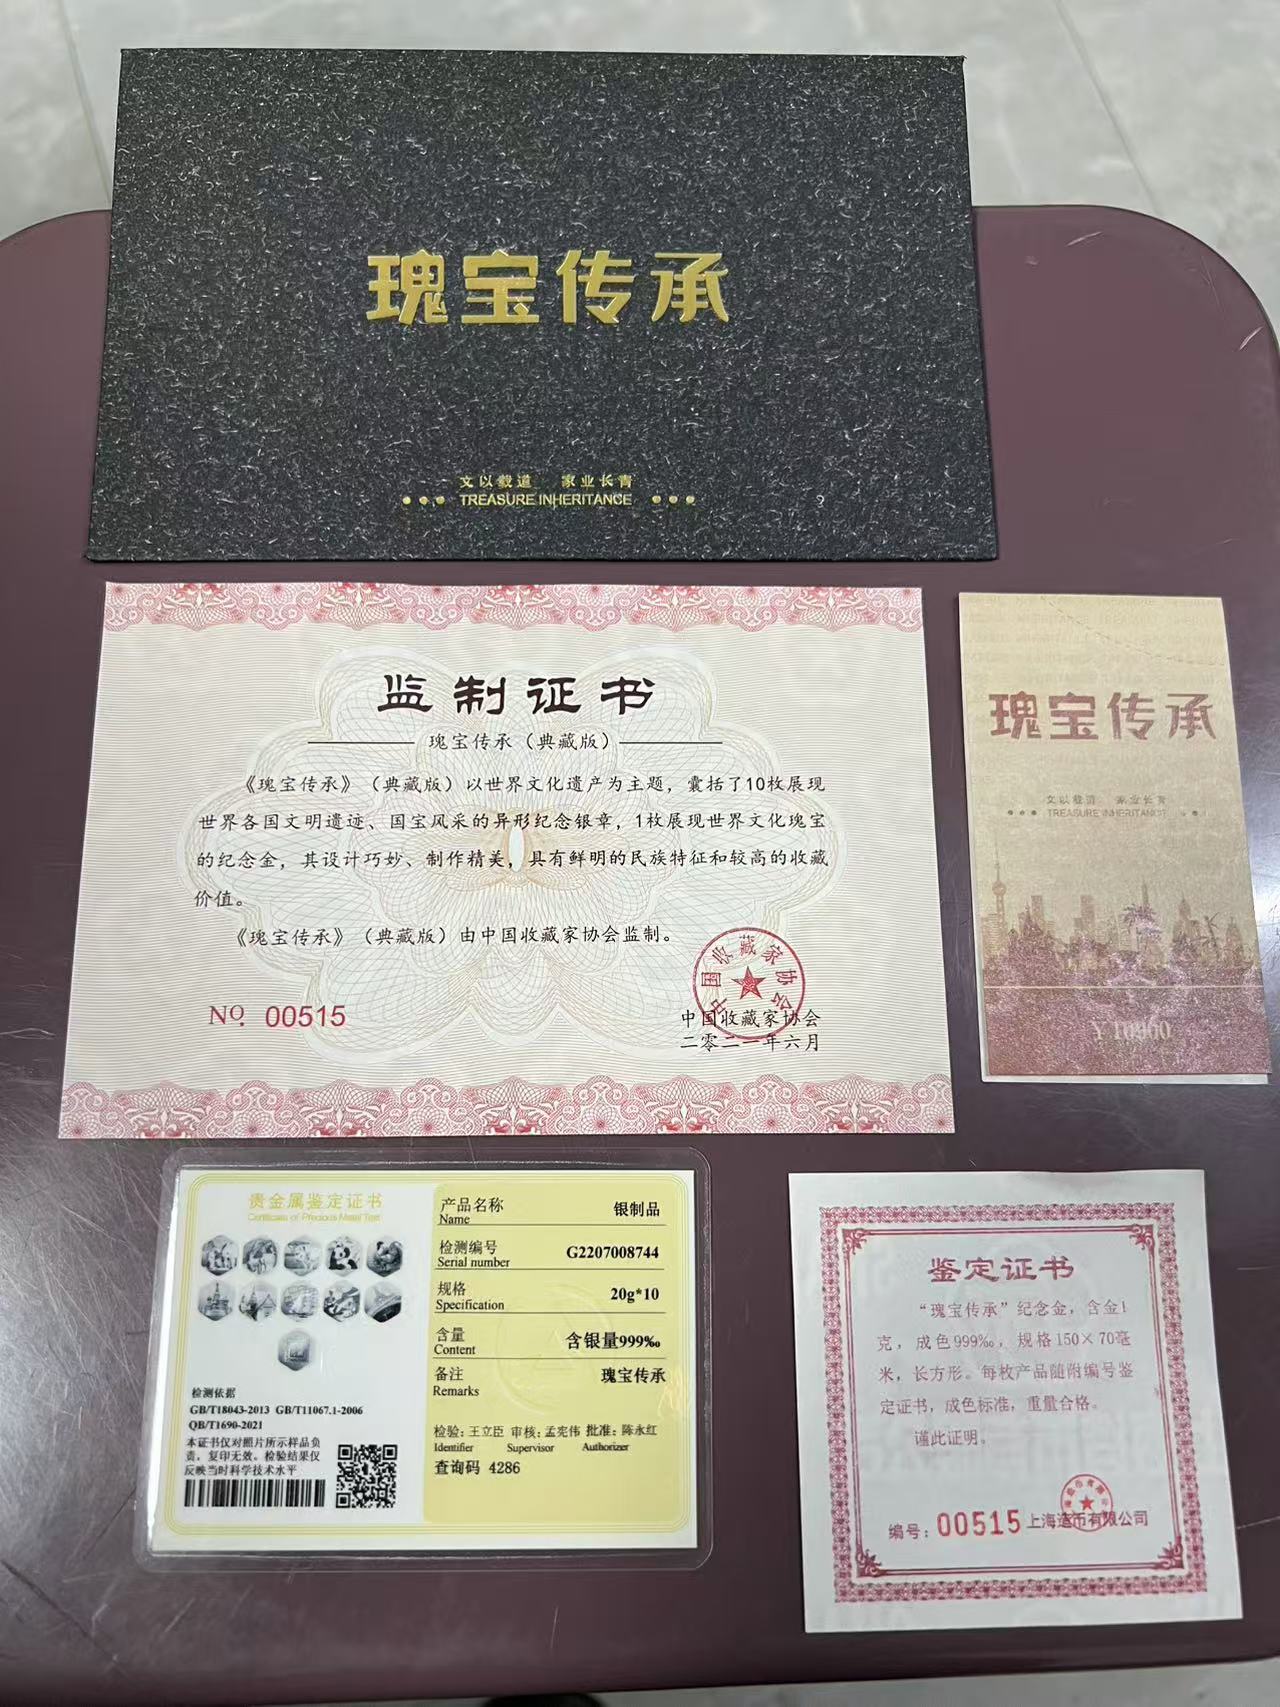 瑰宝传承
文以载道 家业长青
TREASURE INHERITANCE
监制证书
瑰宝传承（典藏版）
《瑰宝传承》（典藏版）以世界文化遗产为主题，囊括了10枚展现
世界各国文明遗迹、国宝风采的异形纪念银章，1枚展现世界文化瑰宝
的纪念金，其设计巧妙、制作精美，具有鲜明的民族特征和较高的收藏
价值。
《瑰宝传承》（典藏版）由中国收藏家协会监制。
中国收藏家协会
NO. 00515
中国收藏家协会
二零二一年六月
瑰宝传承
文以载道 家业长青
TREASURE INHERITANCE
贵金属鉴定证书
Certificate of Precious Metal Test
检测依据
GB/T18043-2013 GB/T11067.1-2006
QB/T1690-2021
本证书仅对照片所示样品负
责，复印无效。检验结果仅
反映当时科学技术水平
产品名称 银制品
Name
检测编号 G2207008744
Serial number
规格 20g*10
Specification
含量 含银量999‰
Content
备注 瑰宝传承
Remarks
检验：王立臣 审核：孟宪伟 批准：陈永红
Identifier Supervisor Authorizer
查询码 4286
鉴定证书
“瑰宝传承”纪念金，含金1
克，成色999‰，规格150×70毫
米，长方形。每枚产品随附编号鉴
定证书，成色标准，重量合格。
谨此证明。
编号：00515 上海造币有限公司